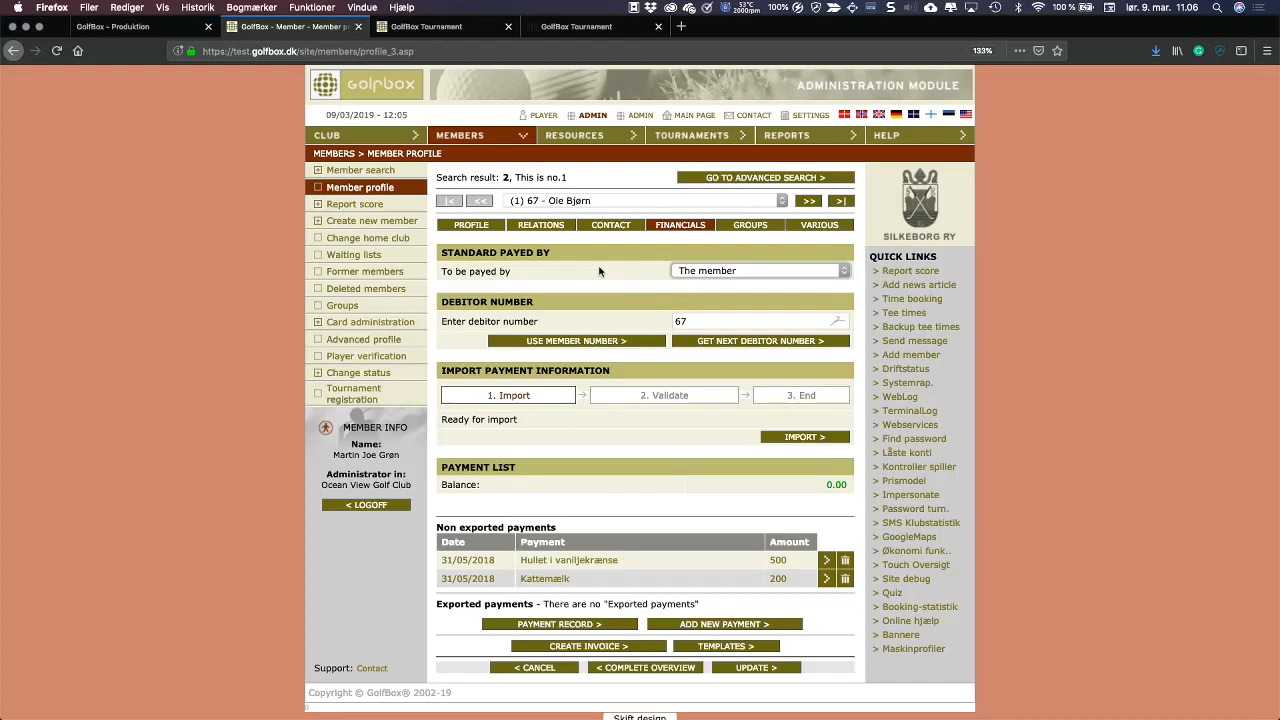 Firefox
Filer
Rediger
Vis
Historik
Bogmærker
Værktøjer
Vindue
Hjælp
2000rpm
100 %
lør. 9. mar. 11.06
GolfBox - Produktion
GolfBox - Member - Member pr
GolfBox Tournament
GolfBox Tournament
https://test.golfbox.dk/site/members/profile_3.asp
133%
GOLFBOX
ADMINISTRATION MODULE
09/03/2019 - 12:05
PLAYER
ADMIN
ADMIN
MAIN PAGE
CONTACT
SETTINGS
CLUB
MEMBERS
RESOURCES
TOURNAMENTS
REPORTS
HELP
MEMBERS > MEMBER PROFILE
Member search
Member profile
Report score
Create new member
Change home club
Waiting lists
Former members
Deleted members
Groups
Card administration
Advanced profile
Player verification
Change status
Tournament
registration
MEMBER INFO
Name:
Martin Joe Grøn
Administrator in:
Ocean View Golf Club
< LOGOFF
Support: Contact
Search result: 2, This is no.1
GO TO ADVANCED SEARCH >
|<
<<
(1) 67 - Ole Bjørn
>>
>|
PROFILE
RELATIONS
CONTACT
FINANCIALS
GROUPS
VARIOUS
STANDARD PAYED BY
To be payed by
The member
DEBITOR NUMBER
Enter debitor number
67
USE MEMBER NUMBER >
GET NEXT DEBITOR NUMBER >
IMPORT PAYMENT INFORMATION
1. Import
2. Validate
3. End
Ready for import
IMPORT >
PAYMENT LIST
Balance:
0.00
Non exported payments
Date
Payment
Amount
31/05/2018
Hullet i vaniljekrænse
500
31/05/2018
Kattemælk
200
Exported payments - There are no "Exported payments"
PAYMENT RECORD >
ADD NEW PAYMENT >
CREATE INVOICE >
TEMPLATES >
< CANCEL
< COMPLETE OVERVIEW
UPDATE >
SILKEBORG RY
QUICK LINKS
> Report score
> Add news article
> Time booking
> Tee times
> Backup tee times
> Send message
> Add member
> Driftstatus
> Systemrap.
> WebLog
> TerminalLog
> Webservices
> Find password
> Låste konti
> Kontroller spiller
> Prismodel
> Impersonate
> Password turn.
> SMS Klubstatistik
> GoogleMaps
> Økonomi funk..
> Touch Oversigt
> Site debug
> Quiz
> Booking-statistik
> Online hjælp
> Bannere
> Maskinprofiler
Copyright © GolfBox® 2002-19
0
Skift design